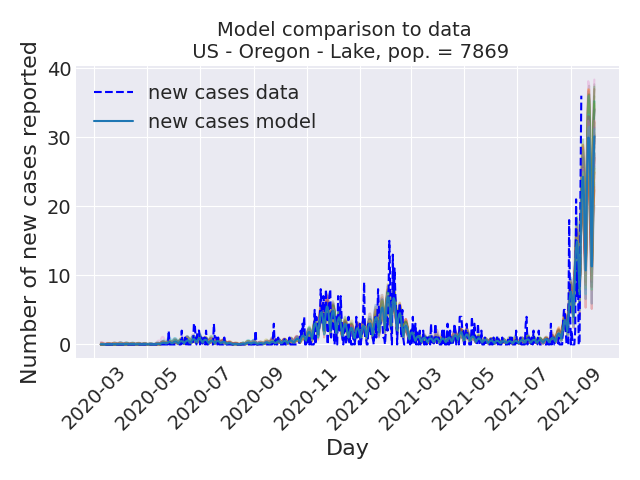 Model comparison to data
US - Oregon - Lake, pop. = 7869
Number of new cases reported
40
30
20
10
0
new cases data
new cases model
2020-03
2020-05
2020-07
2020-09
2020-11
2021-01
2021-03
2021-05
2021-07
2021-09
Day